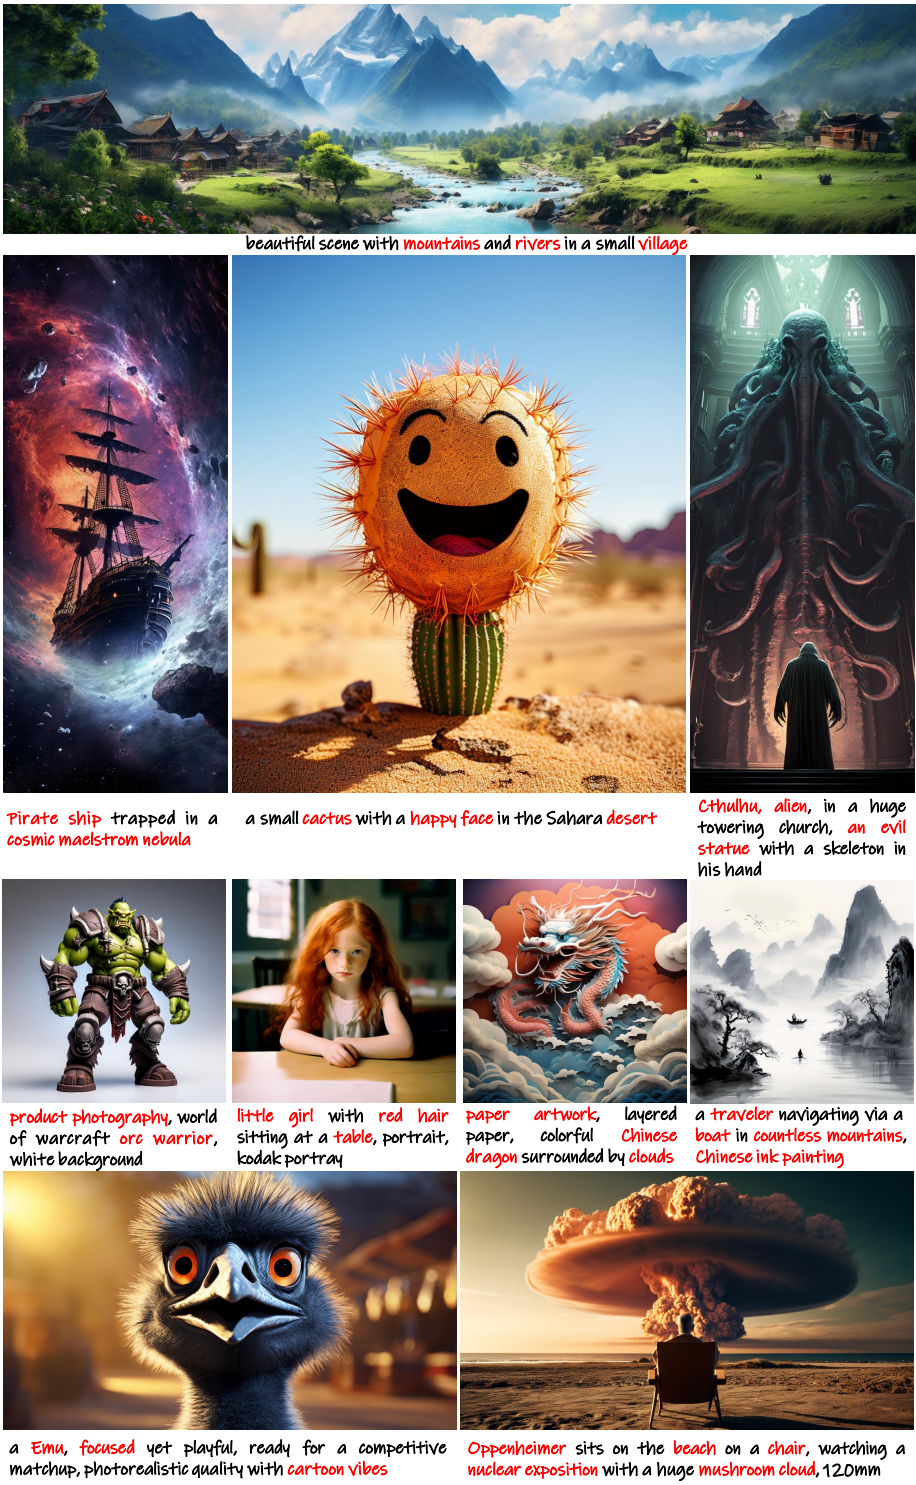 beautiful scene with mountains and rivers in a small village
Pirate ship trapped in a
cosmic maelstrom nebula
a small cactus with a happy face in the Sahara desert
Cthulhu, alien, in a huge
towering church, an evil
statue with a skeleton in
his hand
product photography, world
of warcraft orc warrior,
white background
little girl with red hair
sitting at a table, portrait,
kodak portray
paper artwork, layered
paper, colorful Chinese
dragon surrounded by clouds
a traveler navigating via a
boat in countless mountains,
Chinese ink painting
a Emu, focused yet playful, ready for a competitive
matchup, photorealistic quality with cartoon vibes
Oppenheimer sits on the beach on a chair, watching a
nuclear exposition with a huge mushroom cloud, 120mm